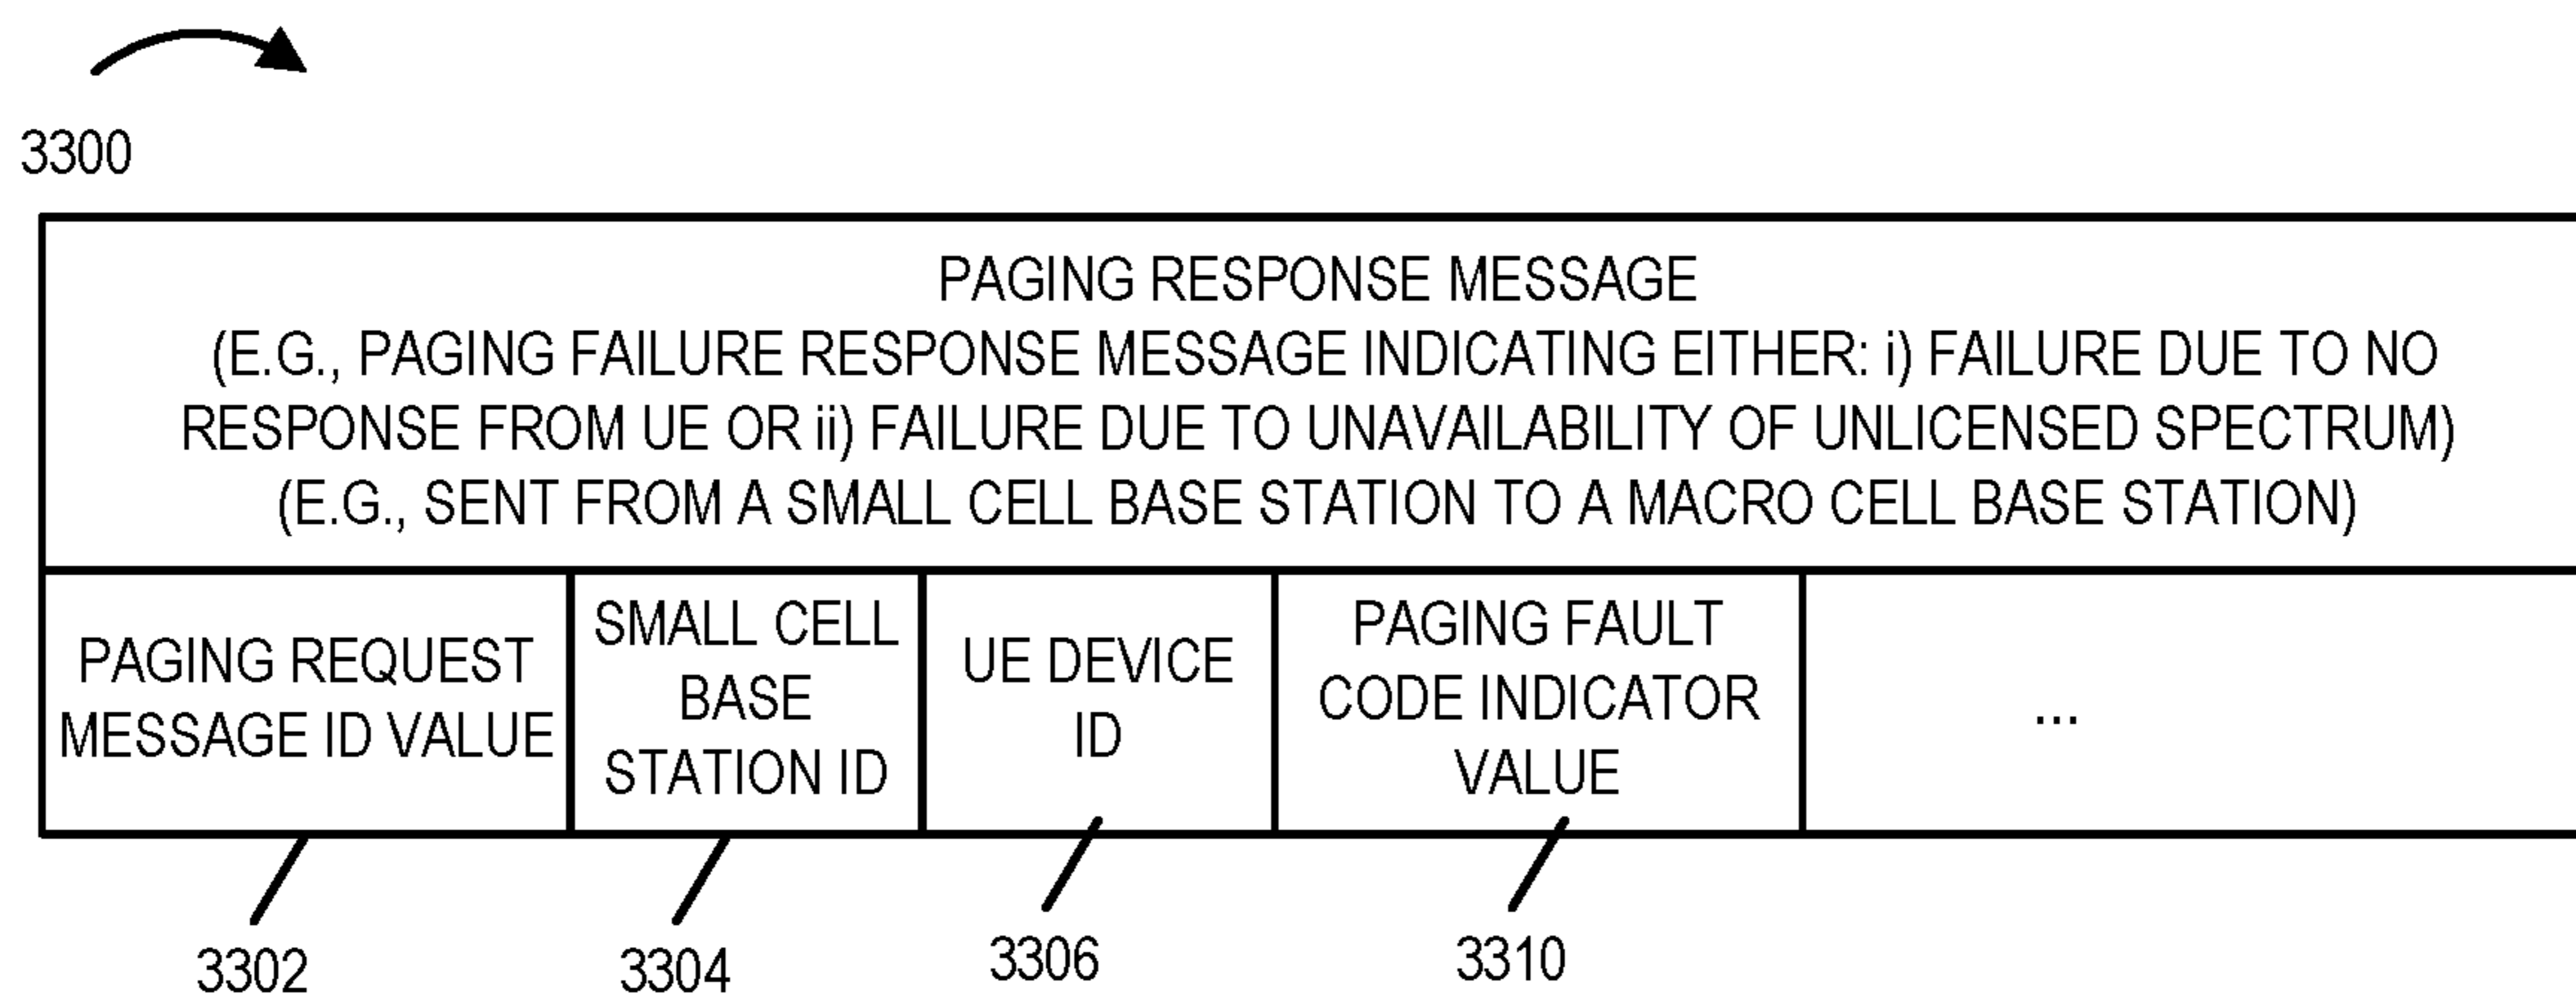 3300
PAGING RESPONSE MESSAGE
(E.G., PAGING FAILURE RESPONSE MESSAGE INDICATING EITHER: i) FAILURE DUE TO NO
RESPONSE FROM UE OR ii) FAILURE DUE TO UNAVAILABILITY OF UNLICENSED SPECTRUM)
(E.G., SENT FROM A SMALL CELL BASE STATION TO A MACRO CELL BASE STATION)
PAGING REQUEST
MESSAGE ID VALUE
SMALL CELL
BASE
STATION ID
UE DEVICE
ID
PAGING FAULT
CODE INDICATOR
VALUE
...
3302
3304
3306
3310